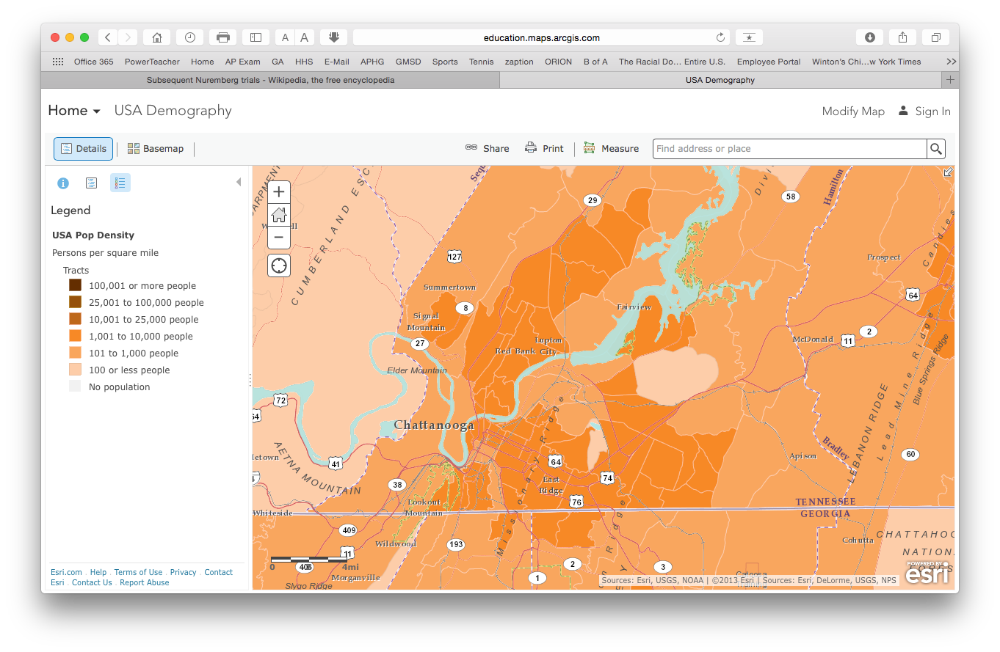 education.maps.arcgis.com
Office 365 PowerTeacher Home AP Exam GA HHS E-Mail APHG GMSD Sports Tennis zaption ORION B of A The Racial Do… Entire U.S. Employee Portal Winton's Chi…w York Times
Subsequent Nuremberg trials - Wikipedia, the free encyclopedia USA Demography
Home USA Demography Modify Map Sign In
Details Basemap Share Print Measure Find address or place
Legend
USA Pop Density
Persons per square mile
Tracts
100,001 or more people
25,001 to 100,000 people
10,001 to 25,000 people
1,001 to 10,000 people
101 to 1,000 people
100 or less people
No population
Esri.com . Help . Terms of Use . Privacy . Contact
Esri . Contact Us . Report Abuse
CUMBERLAND ESC
Sequ
29
Divi
58
Hamilton
127
Prospect
Candies
Summertown
64
8
Fairview
Signal
Mountain
27
Lupton
City
Red Bank
McDonald
11
2
Elder Mountain
Blue Springs Ridge
Lead Mine Ridge
LEBANON RIDGE
72
64
Chattanooga
Missionary Ridge
AETNA MOUNTAIN
letown
41
64
Bradley
Apison
60
38
East
Ridge
74
76
Lookout
Mountain
Whiteside
TENNESSEE
GEORGIA
409
193
Wildwood
11
Cohutta
CHATTAHOO
NATION
FORES
0 4mi
Morganville
Slygo Ridge
2
1
3
Ridge
Catoosa
Training
Sources: Esri, USGS, NOAA | ©2013 Esri | Sources: Esri, DeLorme, USGS, NPS
POWERED BY
esri